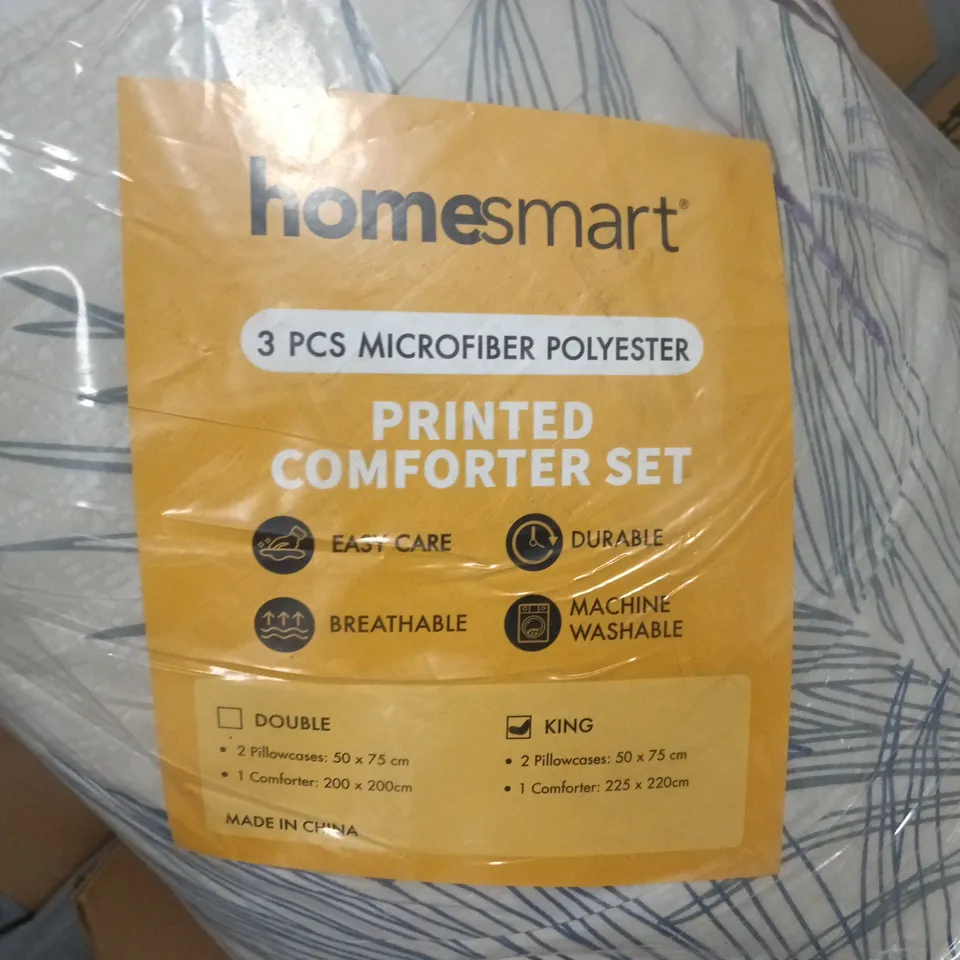 homesmart®
3 PCS MICROFIBER POLYESTER
PRINTED
COMFORTER SET
EASY CARE
DURABLE
BREATHABLE
MACHINE
WASHABLE
DOUBLE
• 2 Pillowcases: 50 x 75 cm
• 1 Comforter: 200 x 200cm
KING
• 2 Pillowcases: 50 x 75 cm
• 1 Comforter: 225 x 220cm
MADE IN CHINA